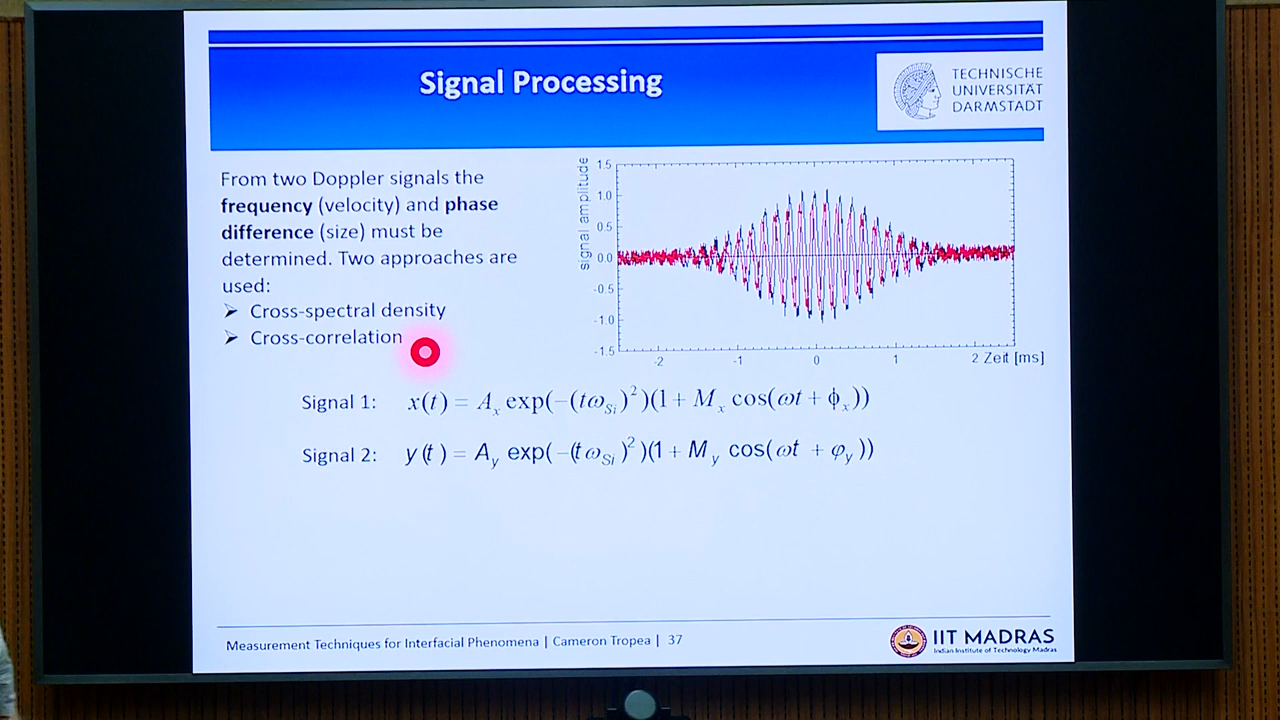 Signal Processing
TECHNISCHE
UNIVERSITÄT
DARMSTADT
From two Doppler signals the
frequency (velocity) and phase
difference (size) must be
determined. Two approaches are
used:
➢ Cross-spectral density
➢ Cross-correlation
signal amplitude
1.5
1.0
0.5
0.0
-0.5
-1.0
-1.5
-2 -1 0 1 2 Zeit [ms]
Signal 1: x(t) = A_x exp(-(tω_Si)²)(1 + M_x cos(ωt + ϕ_x))
Signal 2: y(t) = A_y exp(-(tω_Si)²)(1 + M_y cos(ωt + φ_y))
Measurement Techniques for Interfacial Phenomena | Cameron Tropea | 37
IIT MADRAS
Indian Institute of Technology Madras